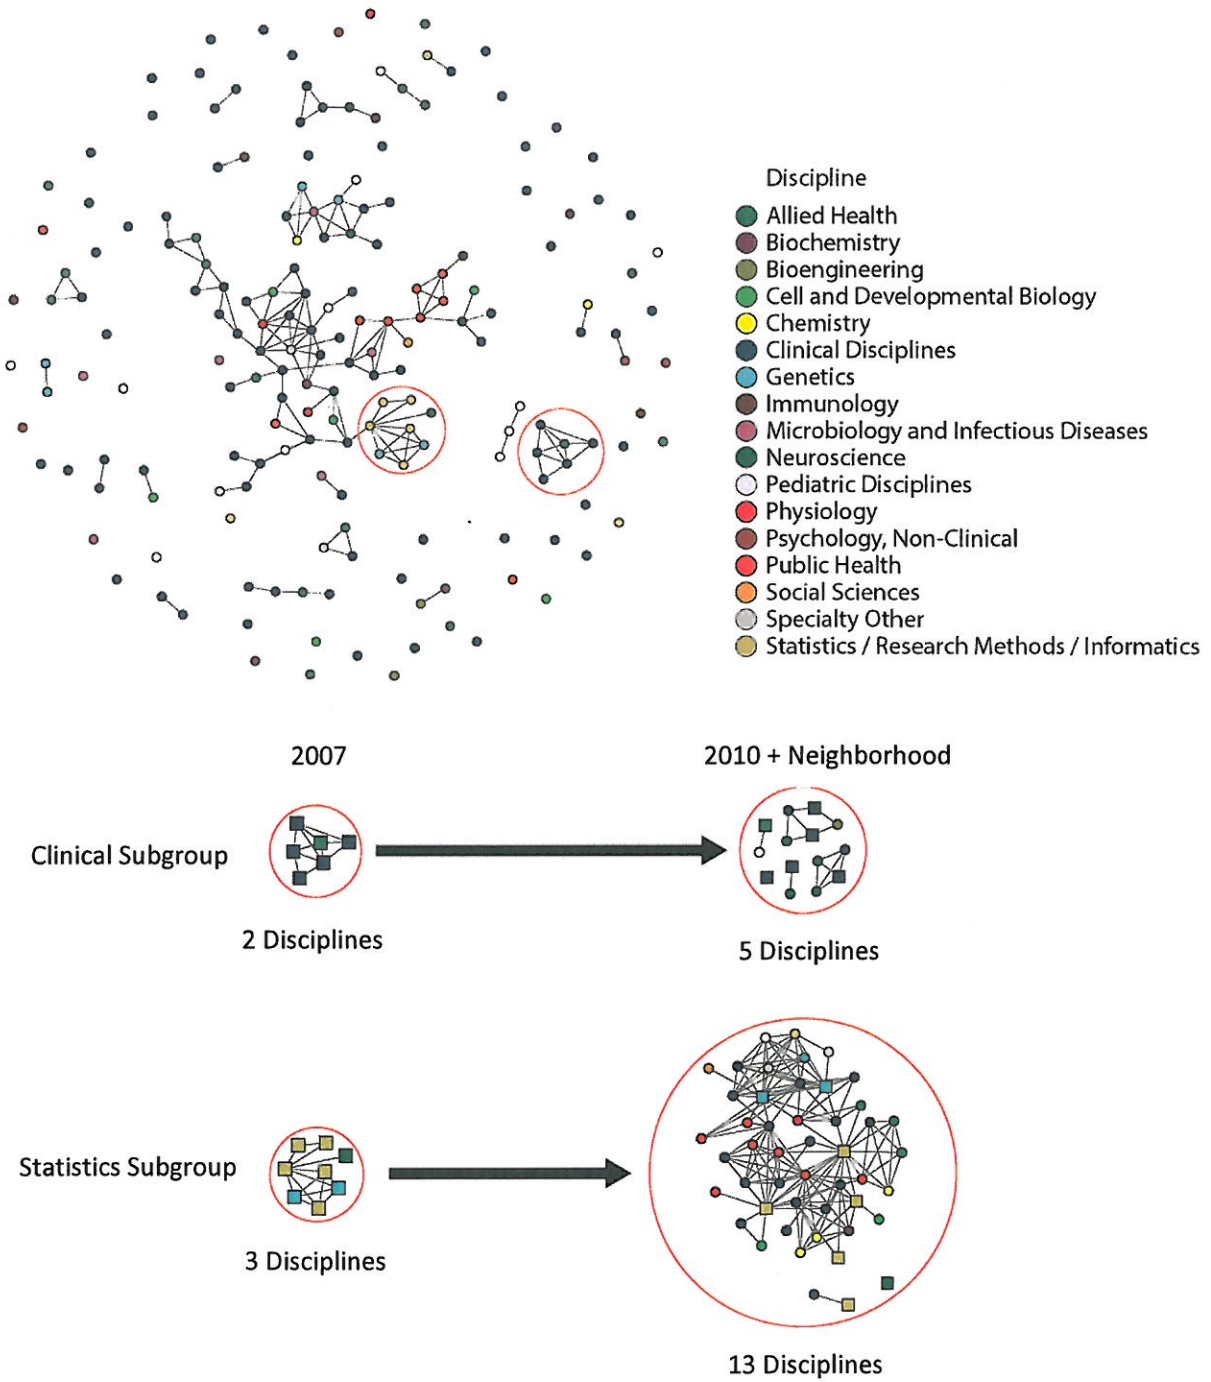 Discipline
Allied Health
Biochemistry
Bioengineering
Cell and Developmental Biology
Chemistry
Clinical Disciplines
Genetics
Immunology
Microbiology and Infectious Diseases
Neuroscience
Pediatric Disciplines
Physiology
Psychology, Non-Clinical
Public Health
Social Sciences
Specialty Other
Statistics / Research Methods / Informatics
2007
2010 + Neighborhood
Clinical Subgroup
2 Disciplines
5 Disciplines
Statistics Subgroup
3 Disciplines
13 Disciplines